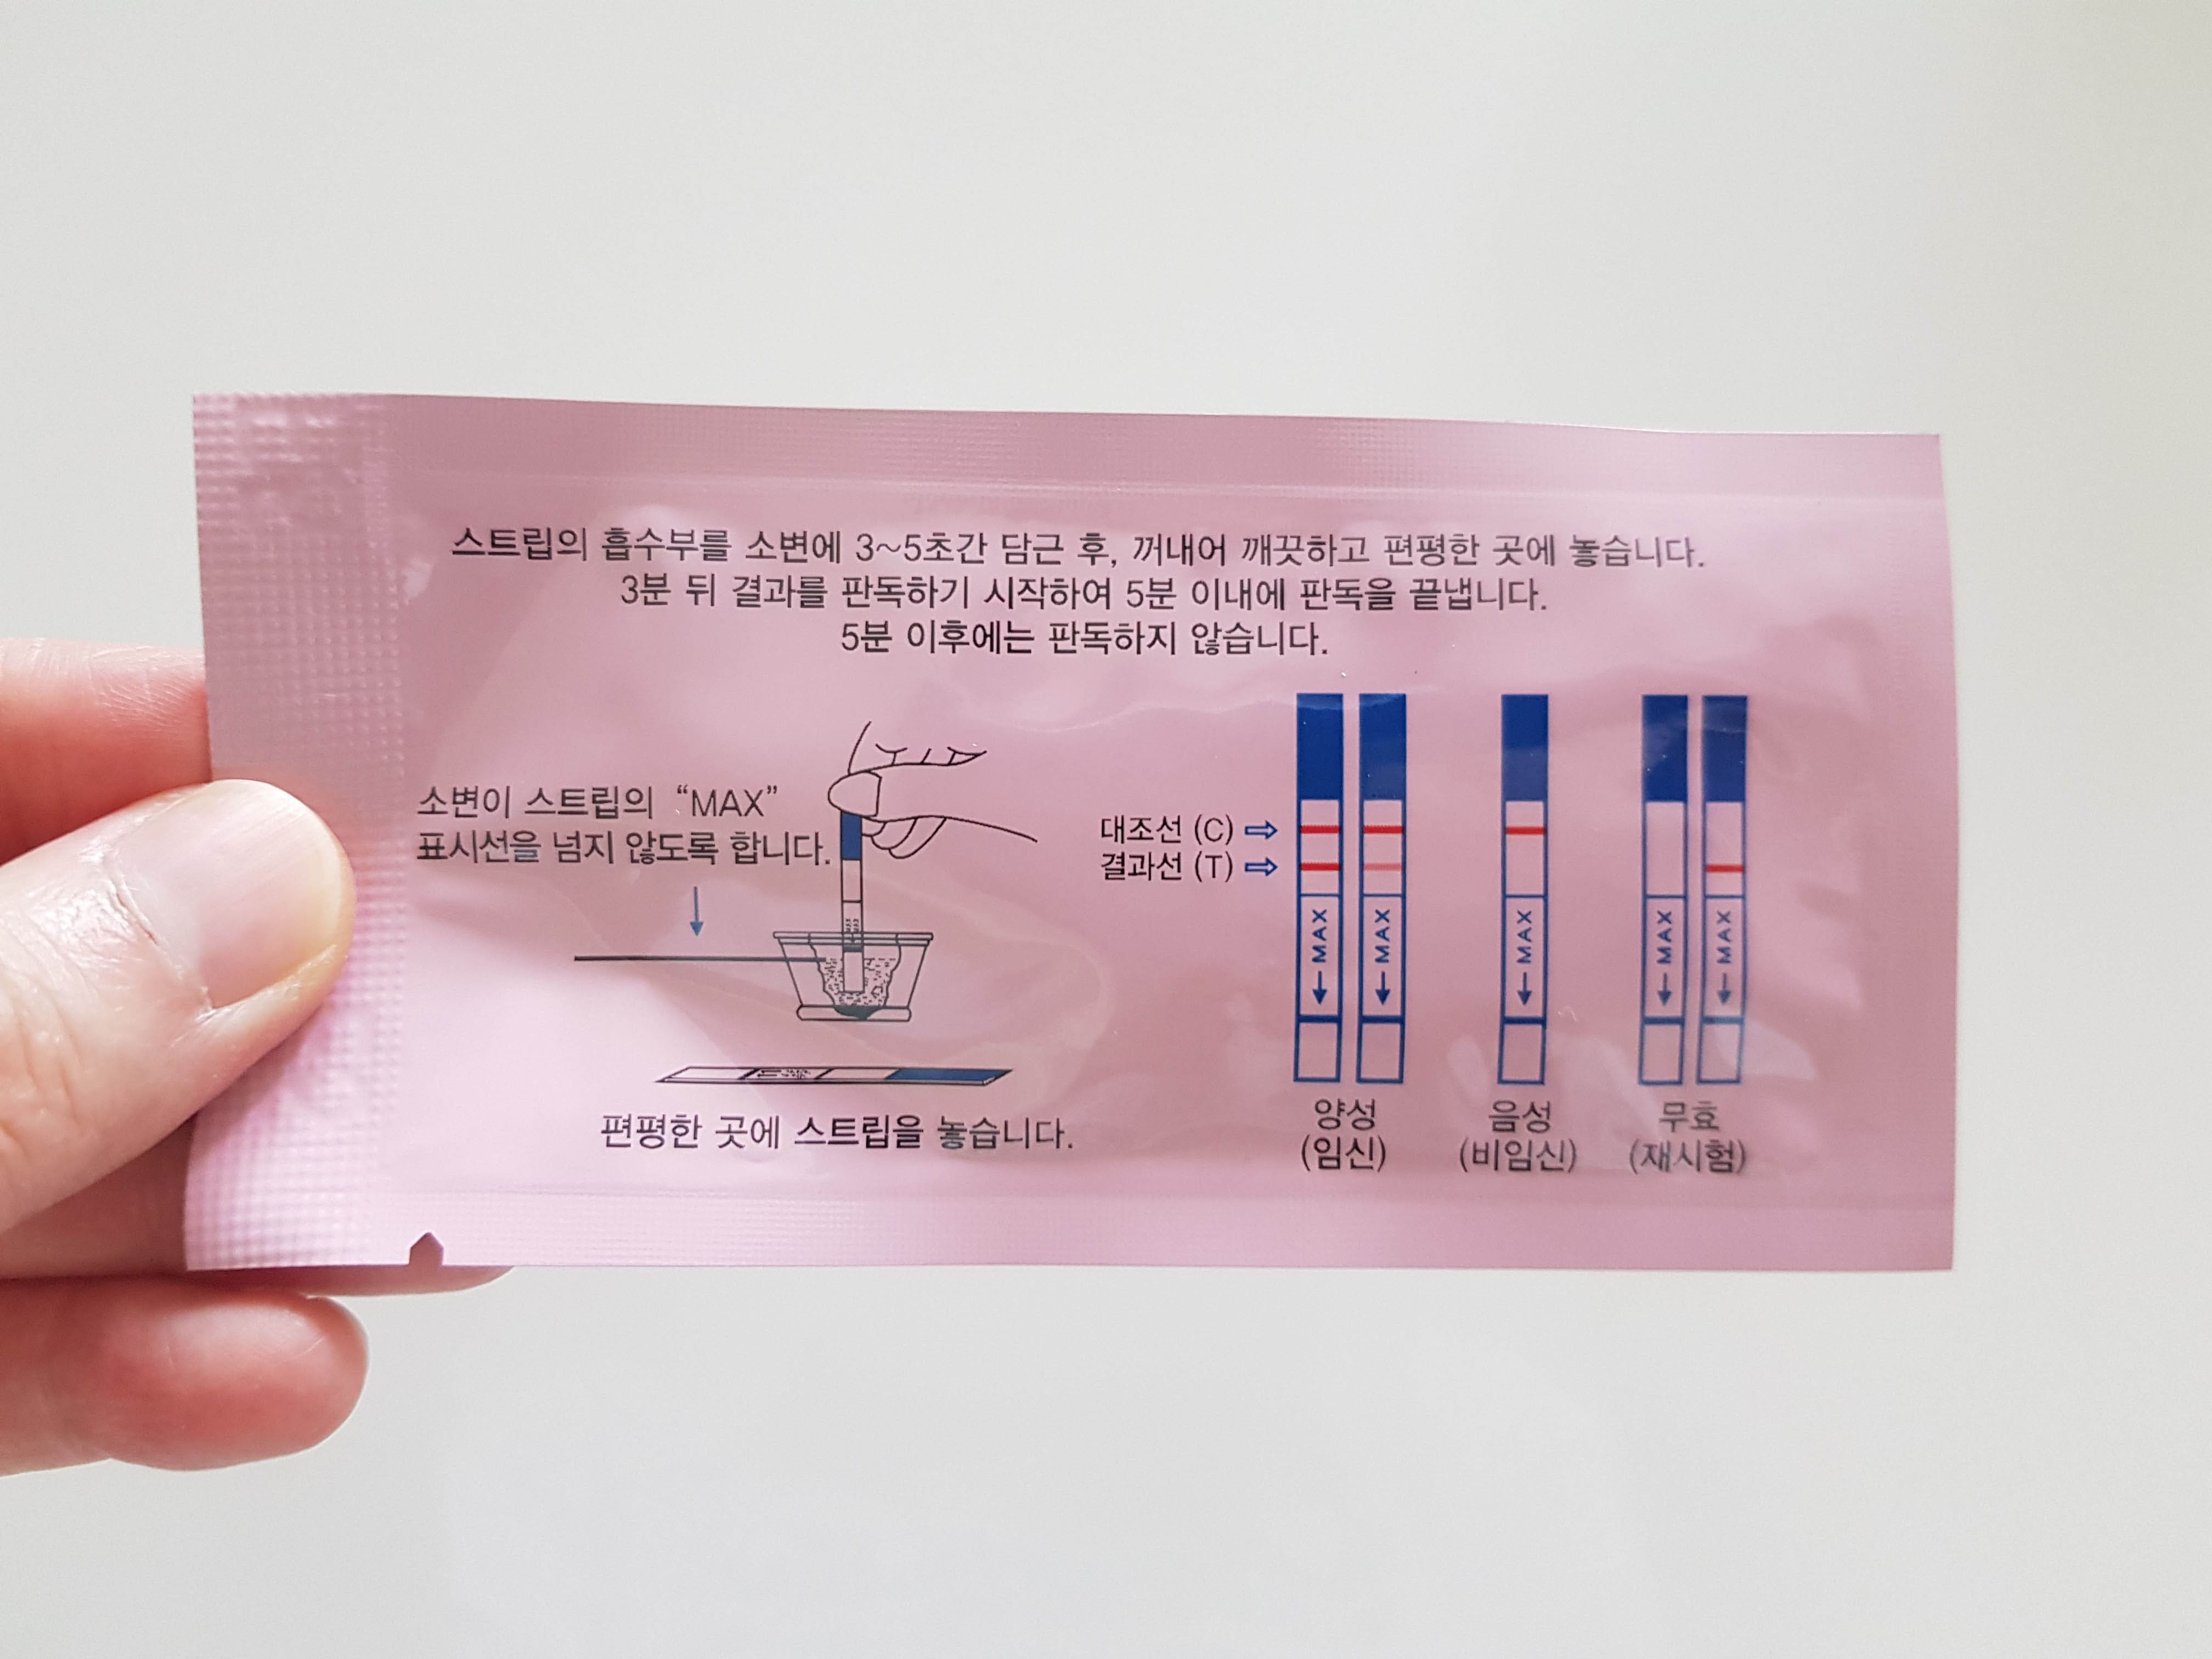 스트립의 흡수부를 소변에 3~5초간 담근 후, 꺼내어 깨끗하고 편평한 곳에 놓습니다.
3분 뒤 결과를 판독하기 시작하여 5분 이내에 판독을 끝냅니다.
5분 이후에는 판독하지 않습니다.
소변이 스트립의 “MAX”
표시선을 넘지 않도록 합니다.
편평한 곳에 스트립을 놓습니다.
대조선 (C) ⇨
결과선 (T) ⇨
←MAX ←MAX ←MAX ←MAX ←MAX
양성 음성 무효
(임신) (비임신) (재시험)